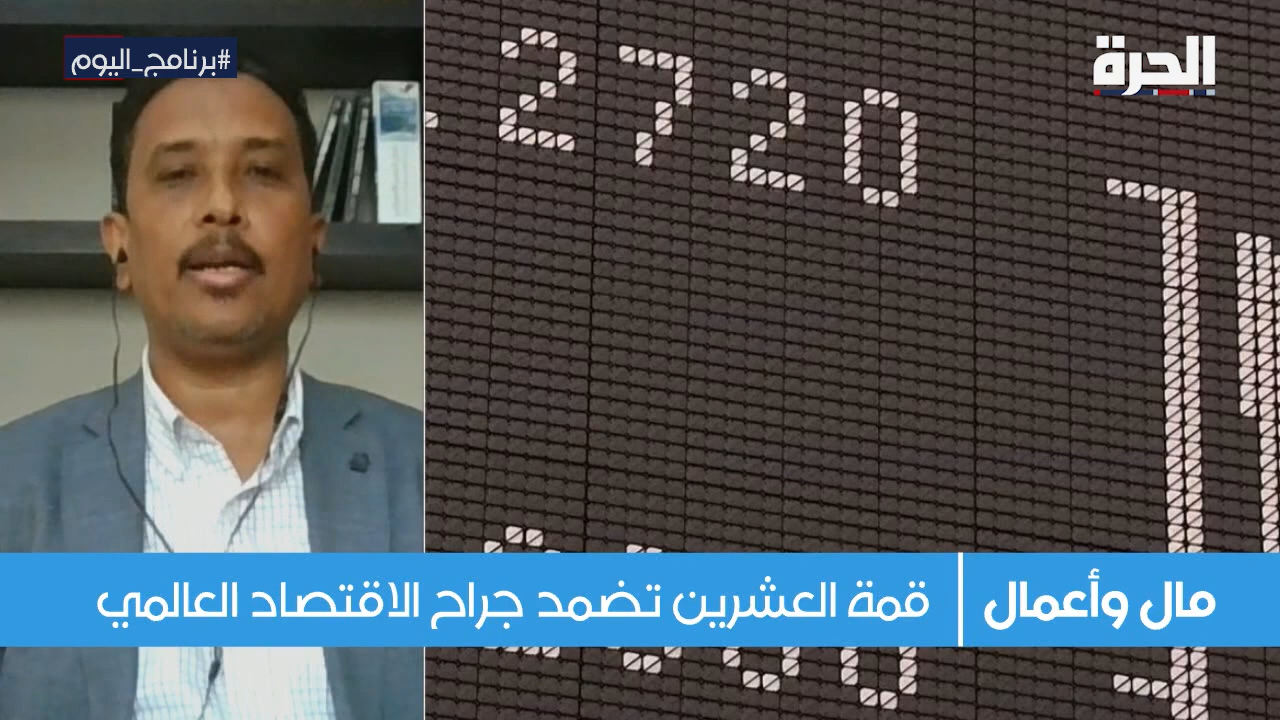 #برنامج_اليوم
الحرة
2720
مال وأعمال
قمة العشرين تضمد جراح الاقتصاد العالمي